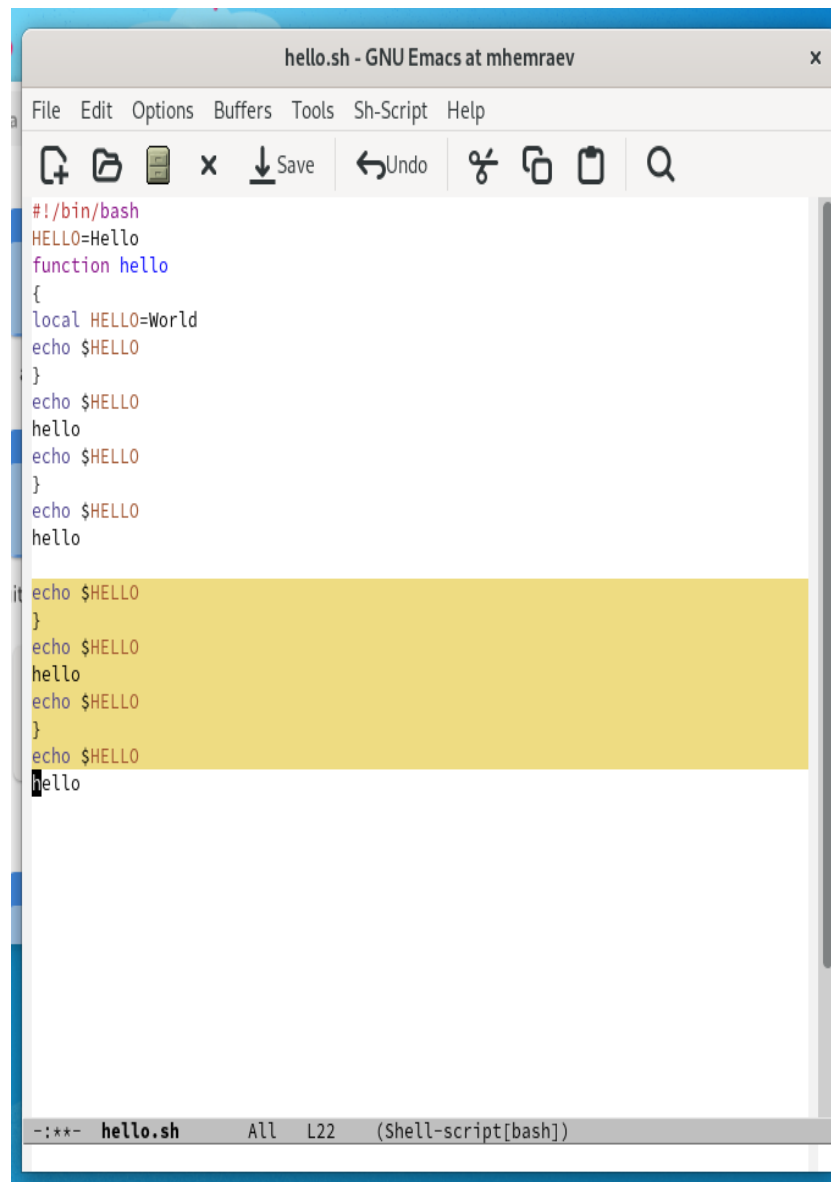 hello.sh - GNU Emacs at mhemraev x
File Edit Options Buffers Tools Sh-Script Help
Save Undo
#!/bin/bash
HELLO=Hello
function hello
{
local HELLO=World
echo $HELLO
}
echo $HELLO
hello
echo $HELLO
}
echo $HELLO
hello
echo $HELLO
}
echo $HELLO
hello
echo $HELLO
}
echo $HELLO
hello
-:**- hello.sh All L22 (Shell-script[bash])